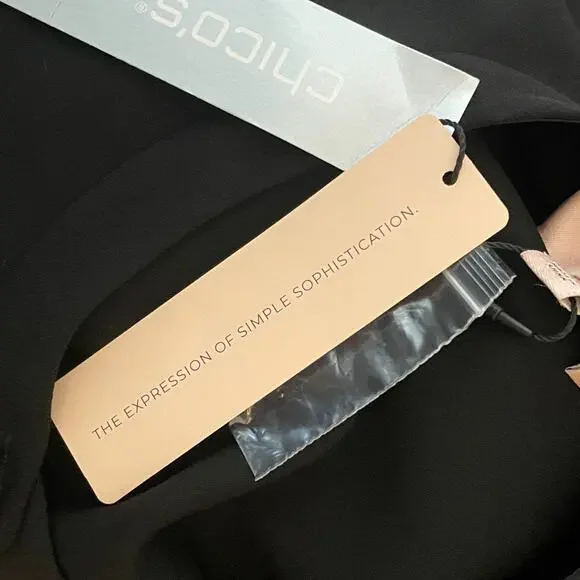 chico's®
THE EXPRESSION OF SIMPLE SOPHISTICATION.